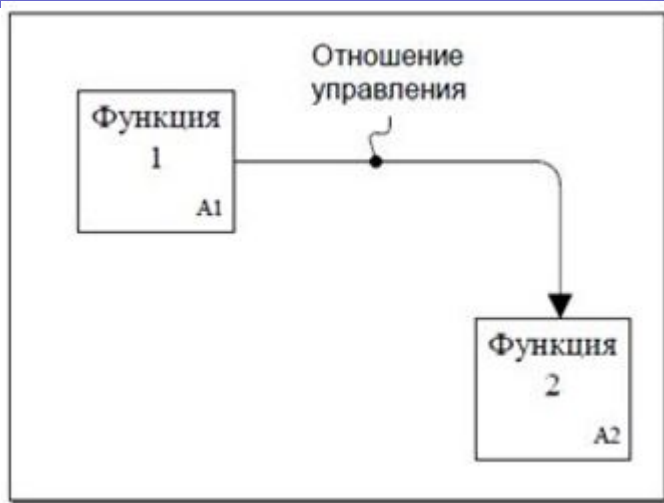 Отношение
управления
Функция
1
A1
Функция
2
A2